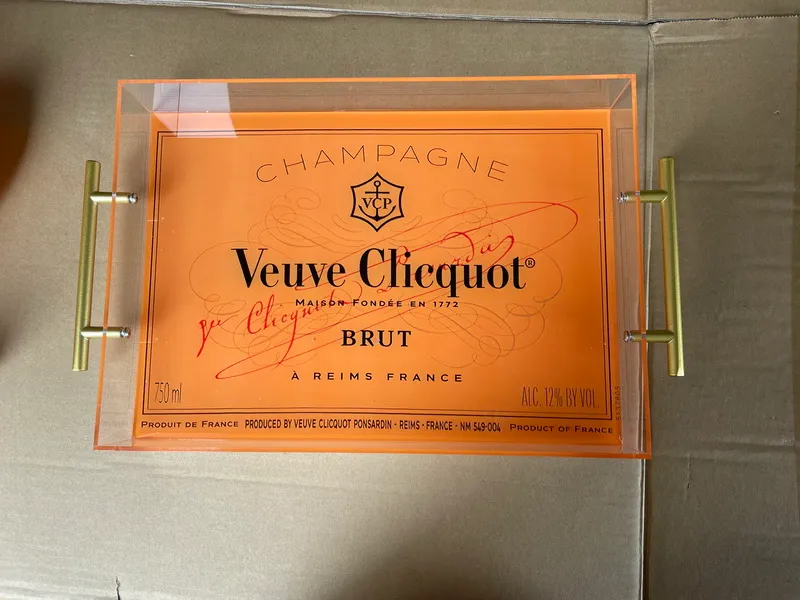 CHAMPAGNE
VCP
Veuve Clicquot®
MAISON FONDÉE EN 1772
BRUT
À REIMS FRANCE
750 ml
ALC. 12% BY VOL.
PRODUIT DE FRANCE PRODUCED BY VEUVE CLICQUOT PONSARDIN - REIMS - FRANCE - NM 549-004 PRODUCT OF FRANCE